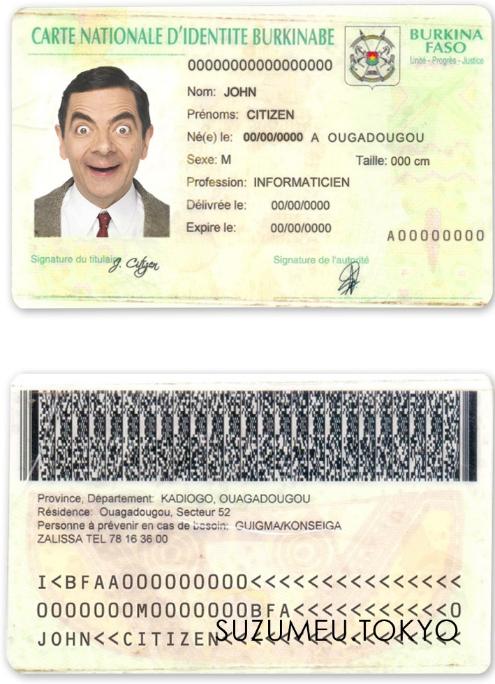 CARTE NATIONALE D'IDENTITE BURKINABE
BURKINA
FASO
Unité - Progrès - Justice
00000000000000000
Nom: JOHN
Prénoms: CITIZEN
Né(e) le: 00/00/0000 A OUGADOUGOU
Sexe: M Taille: 000 cm
Profession: INFORMATICIEN
Délivrée le: 00/00/0000
Expire le: 00/00/0000
A00000000
Signature du titulaire J. Citizen
Signature de l'autorité
Province, Département: KADIOGO, OUAGADOUGOU
Résidence: Ouagadougou, Secteur 52
Personne à prévenir en cas de besoin: GUIGMA/KONSEIGA
ZALISSA TEL 78 16 36 00
I<BFAA000000000<<<<<<<<<<<<<<<
0000000M0000000BFA<<<<<<<<<<<0
JOHN<<CITIZEN<<<<<<<<<<<<<<<<<
SUZUMEU.TOKYO